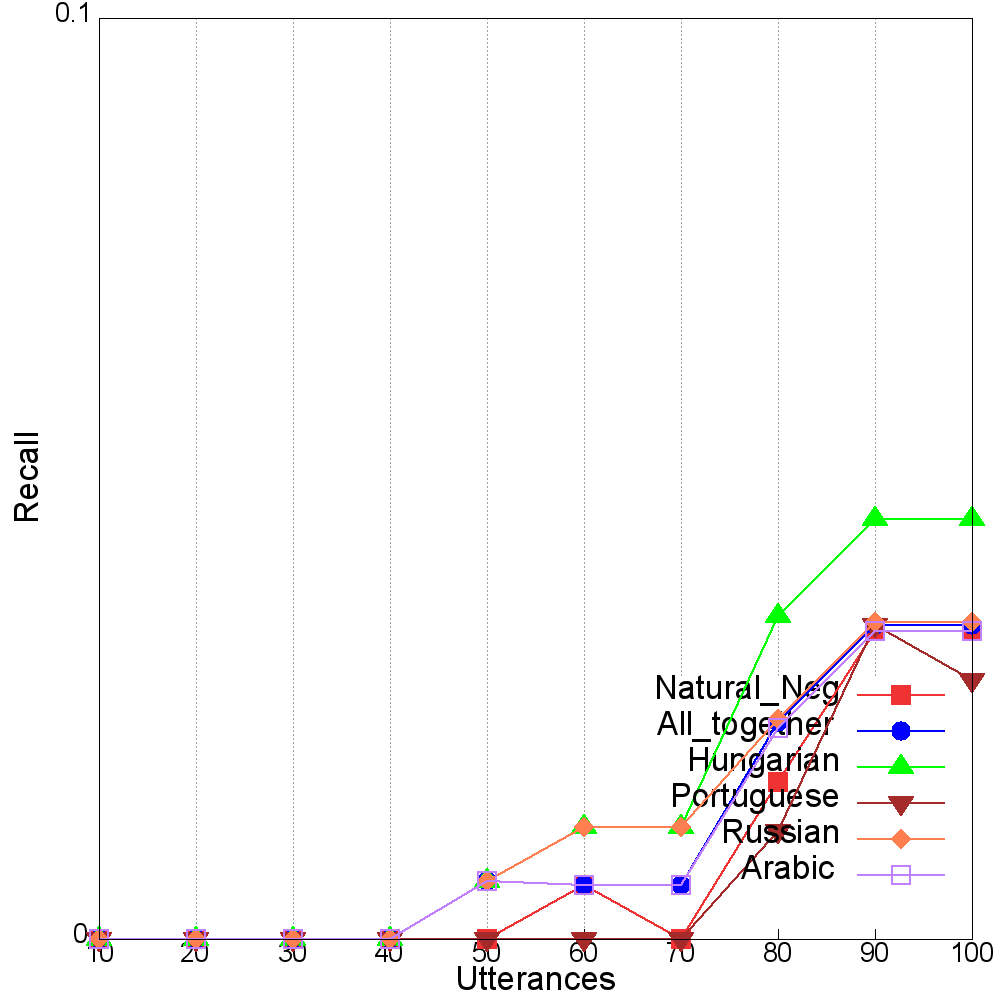 0.1
Recall
Natural_Neg
All_together
Hungarian
Portuguese
Russian
Arabic
0
10 20 30 40 50 60 70 80 90 100
Utterances